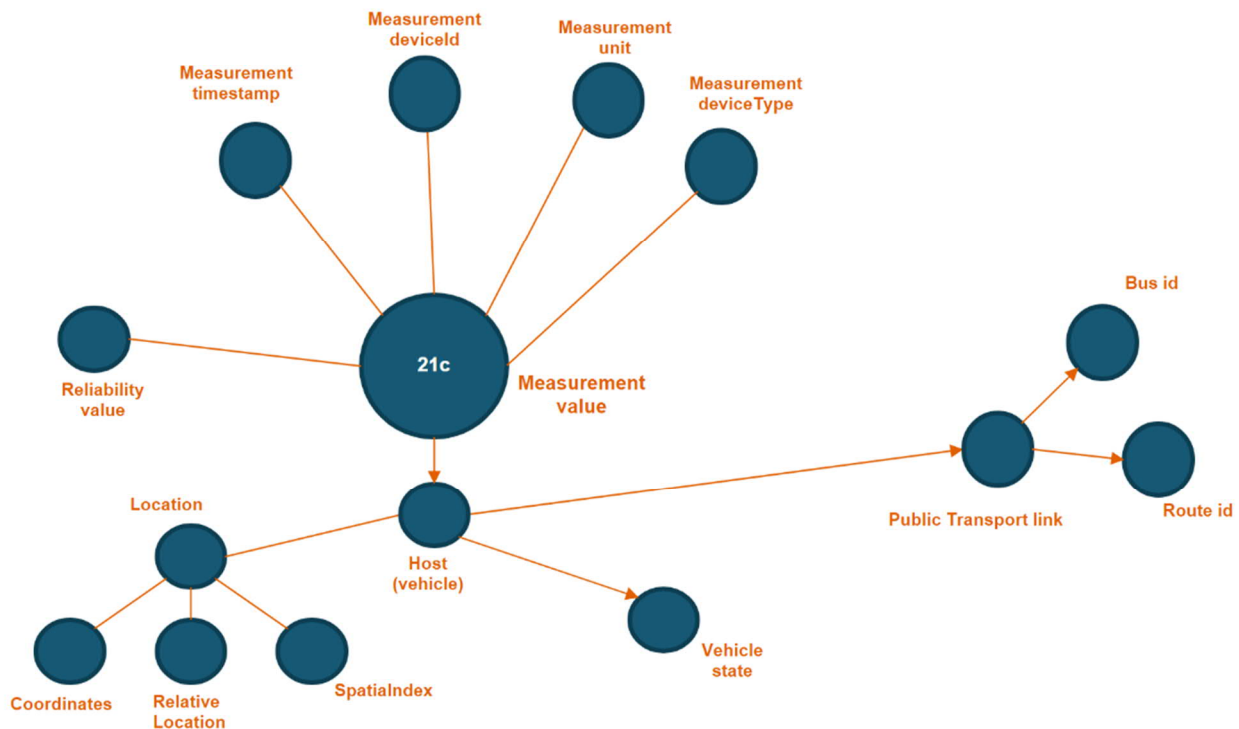 Measurement
deviceId
Measurement
unit
Measurement
timestamp
Measurement
deviceType
Bus id
21c
Measurement
value
Reliability
value
Location
Public Transport link
Route id
Host
(vehicle)
Vehicle
state
Coordinates
Relative
Location
SpatialIndex